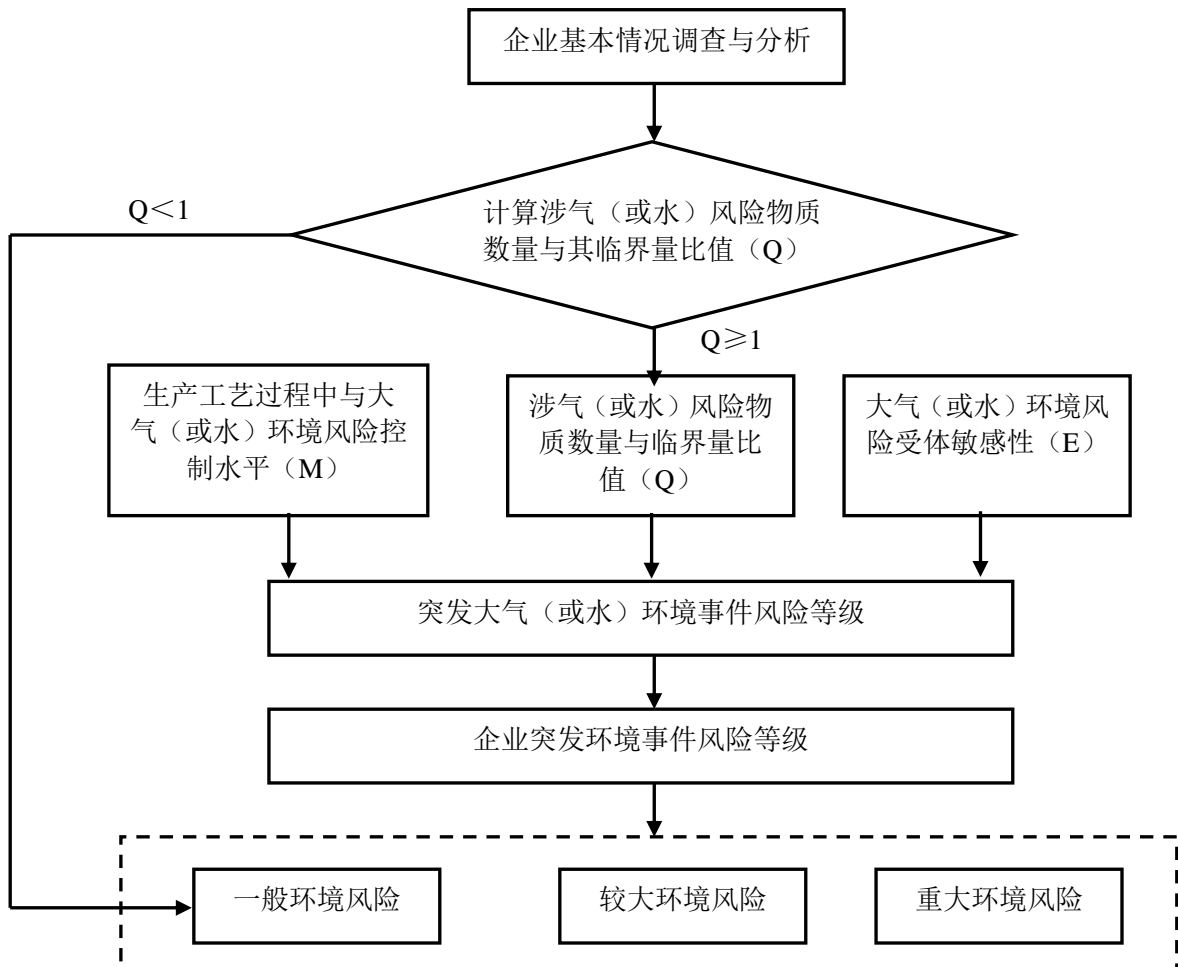 企业基本情况调查与分析
Q＜1
计算涉气（或水）风险物质
数量与其临界量比值（Q）
Q≥1
生产工艺过程中与大
气（或水）环境风险控
制水平（M）
涉气（或水）风险物
质数量与临界量比
值（Q）
大气（或水）环境风
险受体敏感性（E）
突发大气（或水）环境事件风险等级
企业突发环境事件风险等级
一般环境风险
较大环境风险
重大环境风险